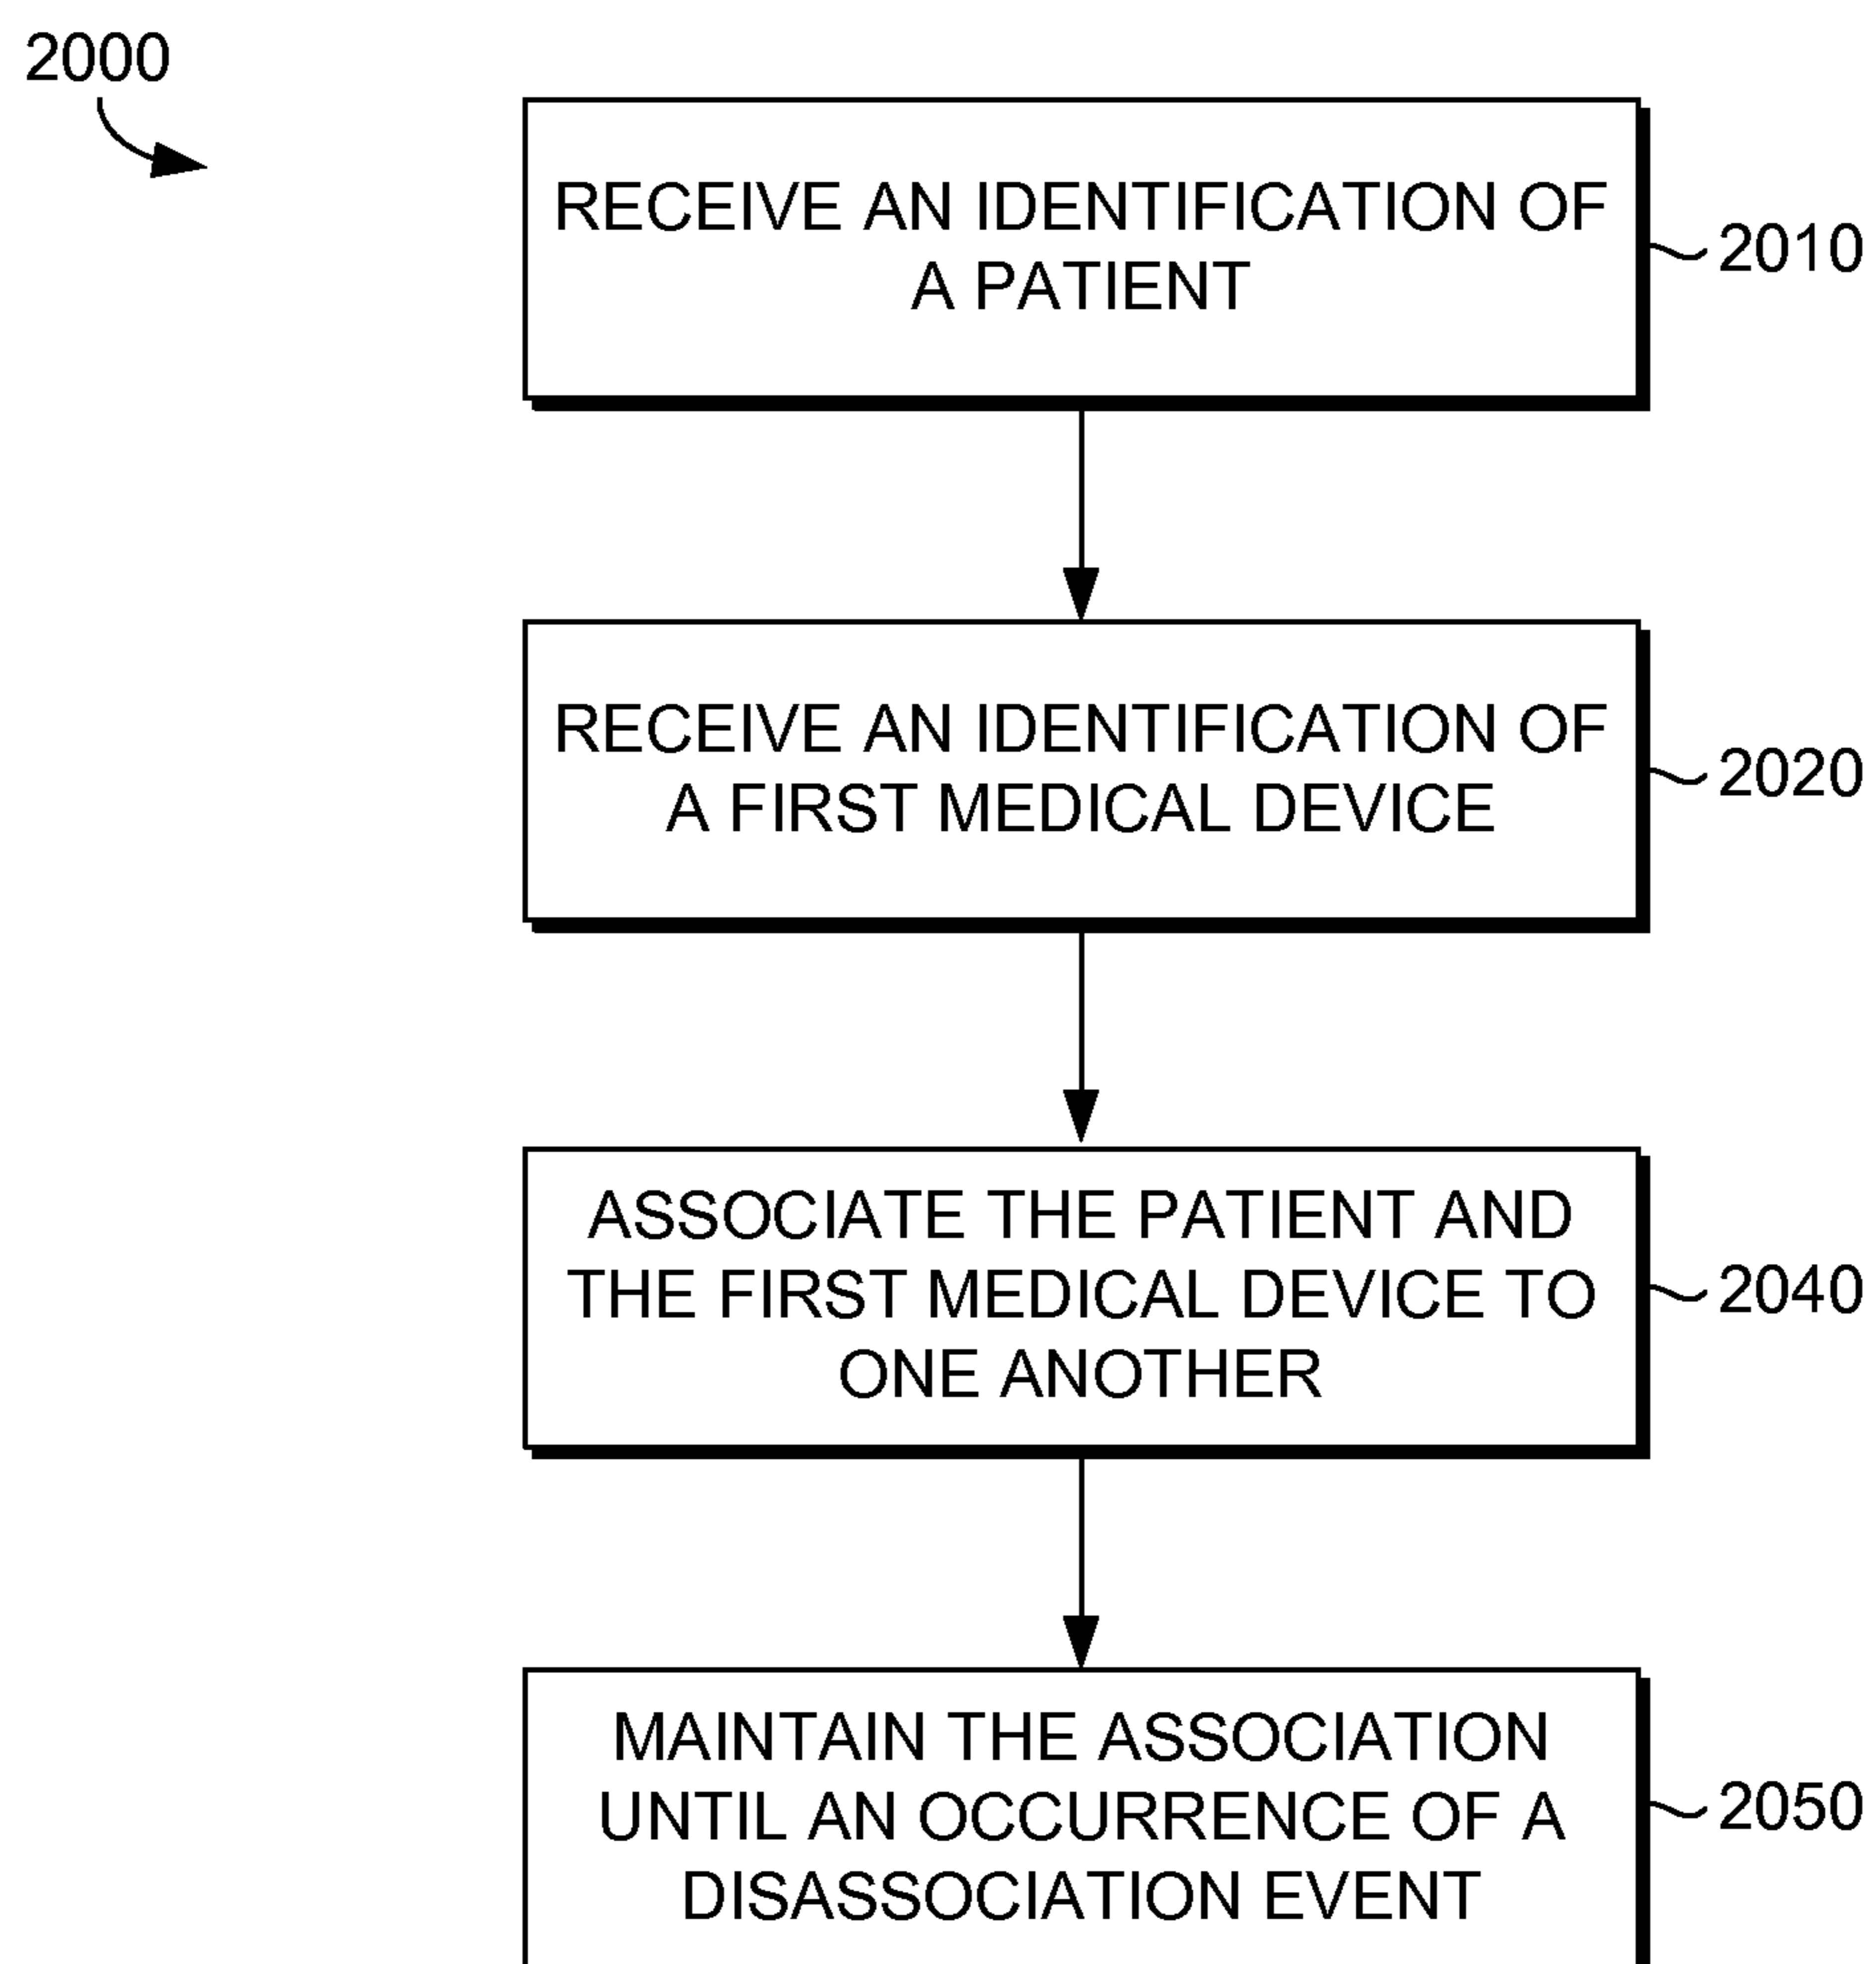 2000
RECEIVE AN IDENTIFICATION OF
A PATIENT
2010
RECEIVE AN IDENTIFICATION OF
A FIRST MEDICAL DEVICE
2020
ASSOCIATE THE PATIENT AND
THE FIRST MEDICAL DEVICE TO
ONE ANOTHER
2040
MAINTAIN THE ASSOCIATION
UNTIL AN OCCURRENCE OF A
DISASSOCIATION EVENT
2050